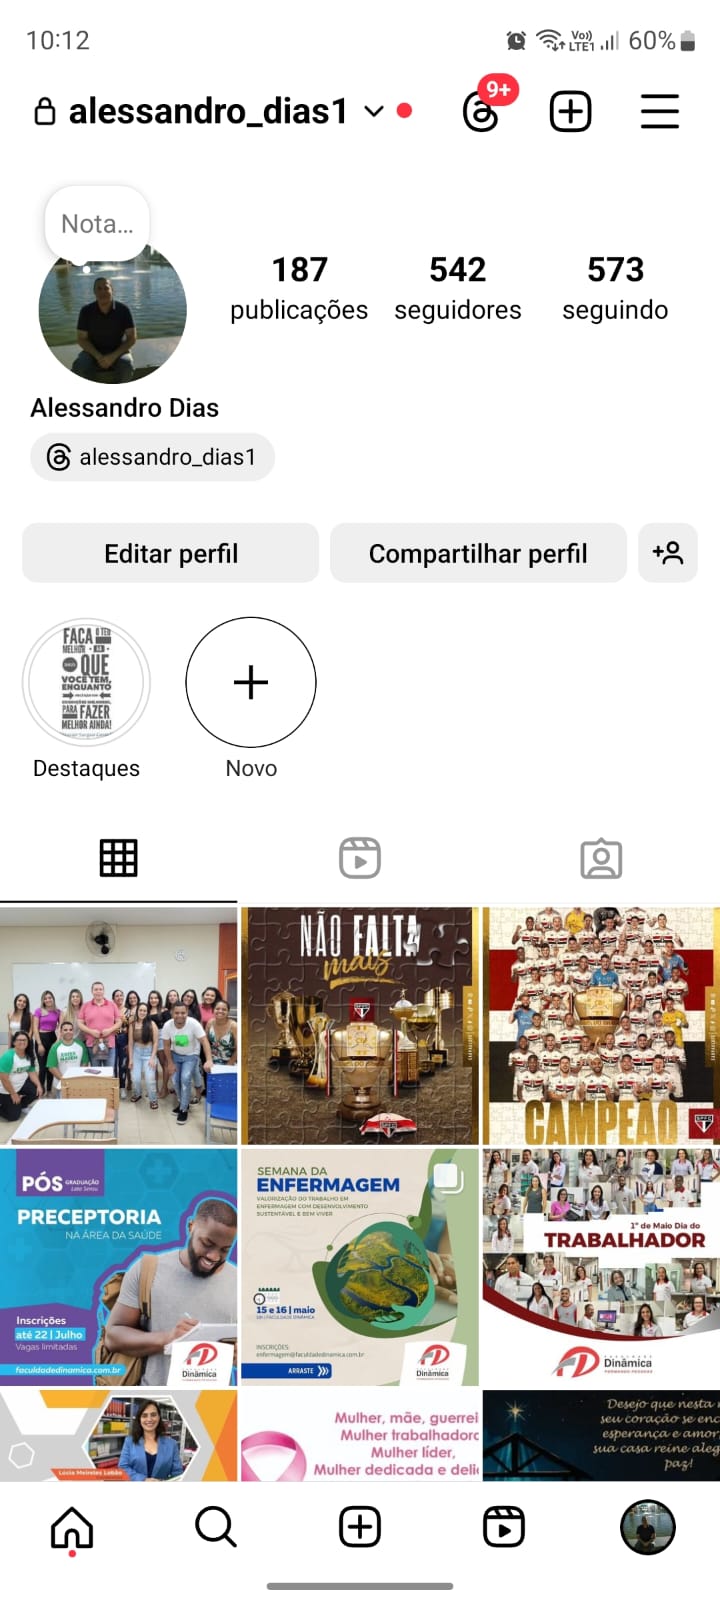 10:12
Vo))
LTE1
60%
alessandro_dias1
9+
Nota...
187
542
573
publicações
seguidores
seguindo
Alessandro Dias
alessandro_dias1
Editar perfil
Compartilhar perfil
FAÇA O TEU
MELHOR
QUE
VOCÊ TEM,
ENQUANTO
PARA FAZER
MELHOR AINDA!
Destaques
Novo
NÃO FALTA
mais
CAMPEÃO
PÓS GRADUAÇÃO
Lato Sensu
PRECEPTORIA
NA ÁREA DA SAÚDE
Inscrições
até 22 | Julho
Vagas limitadas
faculdadedinamica.com.br
Dinâmica
SEMANA DA
ENFERMAGEM
VALORIZAÇÃO DO TRABALHO EM
ENFERMAGEM COM DESENVOLVIMENTO
SUSTENTÁVEL E BEM VIVER
15 e 16 | maio
INSCRIÇÕES:
enfermagem@faculdadedinamica.com.br
ARRASTE
Dinâmica
1º de Maio Dia do
TRABALHADOR
Dinâmica
FORMANDO PESSOAS
Lúcia Meireles Lobão
Mulher, mãe, guerrei
Mulher trabalhadora
Mulher líder,
Mulher dedicada e deli
Desejo que nesta
seu coração se enc
esperança e amor,
sua casa reine aleg
paz!